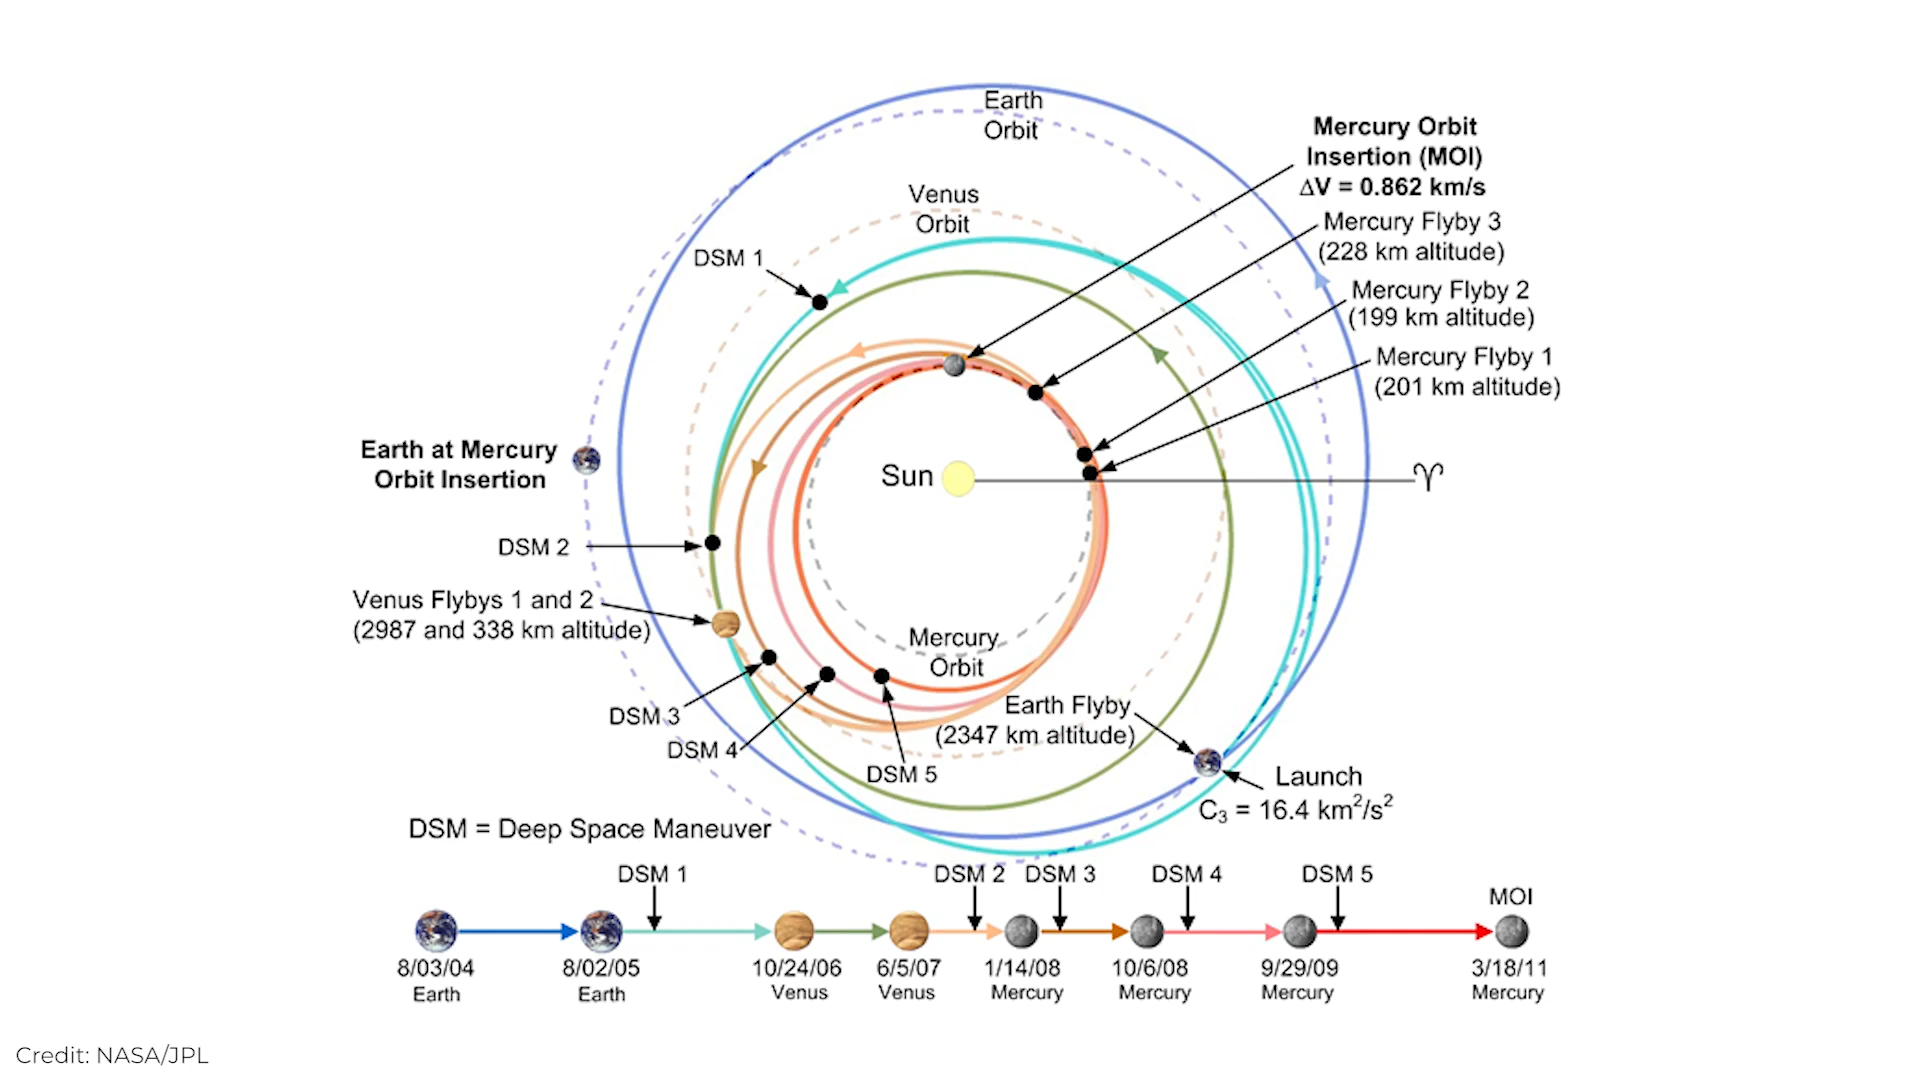 Earth
Orbit
Mercury Orbit
Insertion (MOI)
ΔV = 0.862 km/s
Venus
Orbit
Mercury Flyby 3
(228 km altitude)
DSM 1
Mercury Flyby 2
(199 km altitude)
Mercury Flyby 1
(201 km altitude)
Earth at Mercury
Orbit Insertion
Sun
♈
DSM 2
Venus Flybys 1 and 2
(2987 and 338 km altitude)
Mercury
Orbit
DSM 3
DSM 4
DSM 5
Earth Flyby
(2347 km altitude)
Launch
C₃ = 16.4 km²/s²
DSM = Deep Space Maneuver
DSM 1
DSM 2
DSM 3
DSM 4
DSM 5
MOI
8/03/04
Earth
8/02/05
Earth
10/24/06
Venus
6/5/07
Venus
1/14/08
Mercury
10/6/08
Mercury
9/29/09
Mercury
3/18/11
Mercury
Credit: NASA/JPL